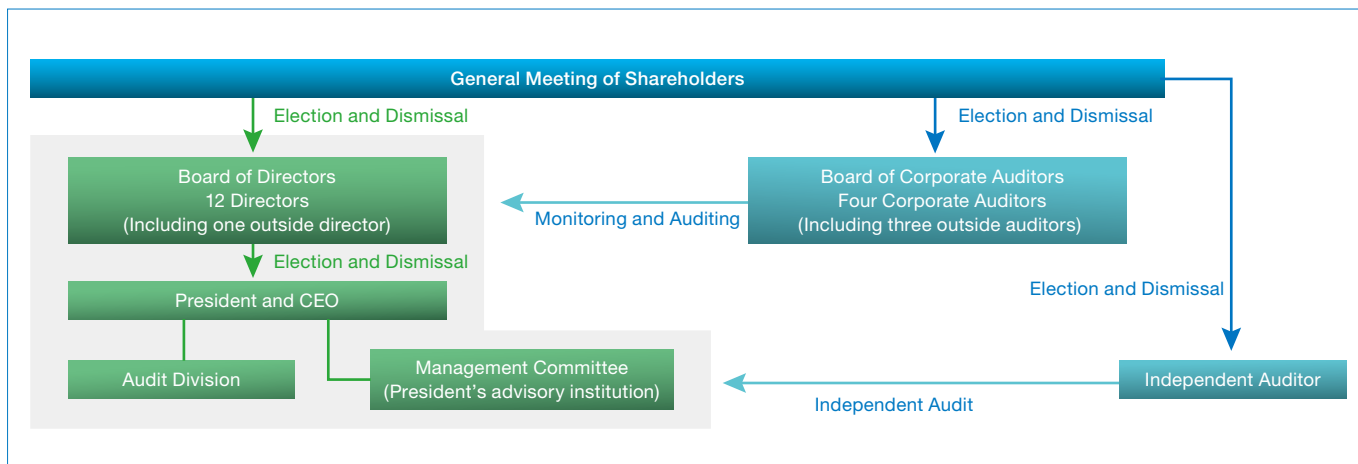 General Meeting of Shareholders
Election and Dismissal
Election and Dismissal
Board of Directors
12 Directors
(Including one outside director)
Monitoring and Auditing
Board of Corporate Auditors
Four Corporate Auditors
(Including three outside auditors)
Election and Dismissal
President and CEO
Election and Dismissal
Audit Division
Management Committee
(President’s advisory institution)
Independent Audit
Independent Auditor